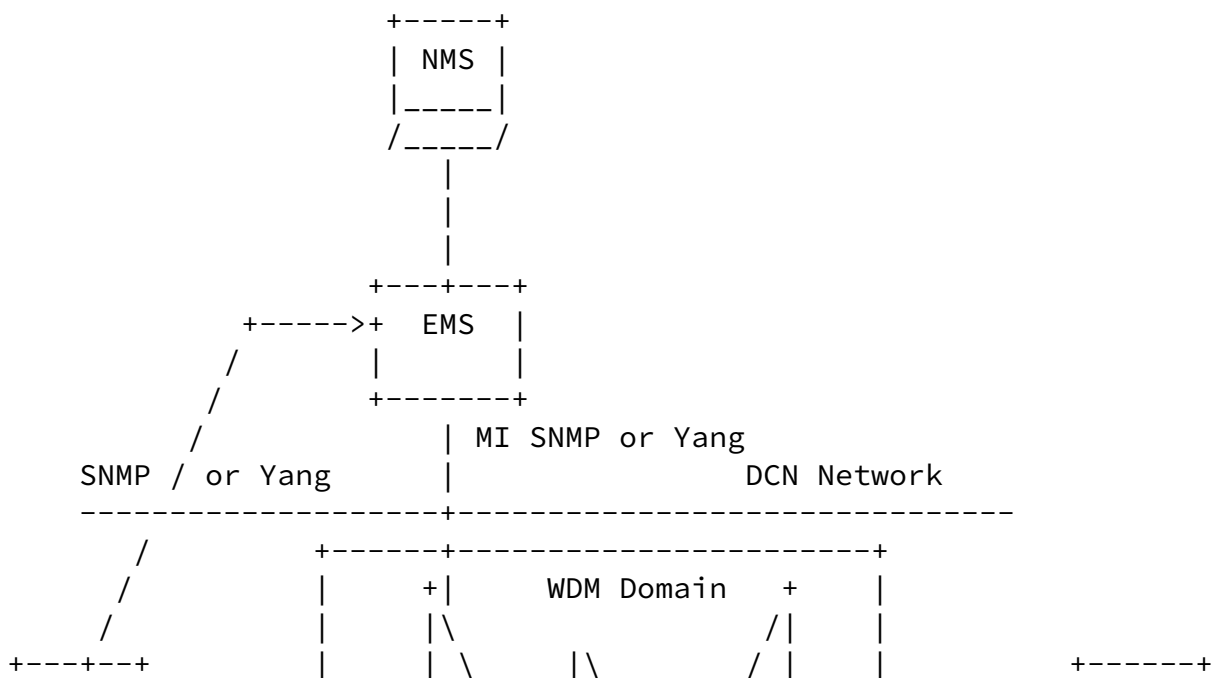 NMS
EMS
MI SNMP or Yang
SNMP / or Yang DCN Network
WDM Domain